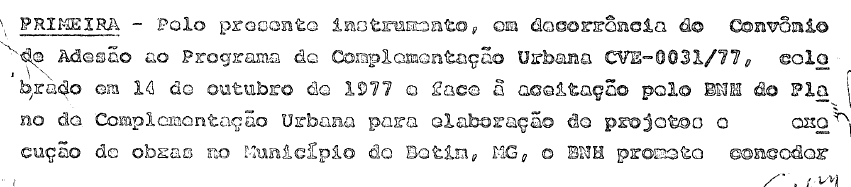 PRIMEIRA - Pelo presente instrumento, em decorrência do Convênio
de Adesão ao Programa de Complementação Urbana CVE-0031/77, cele
brado em 14 de outubro de 1977 e face à aceitação pelo BNH do Pla
no de Complementação Urbana para elaboração de projetos e exe
cução de obras no Município de Betim, MG, o BNH promete conceder